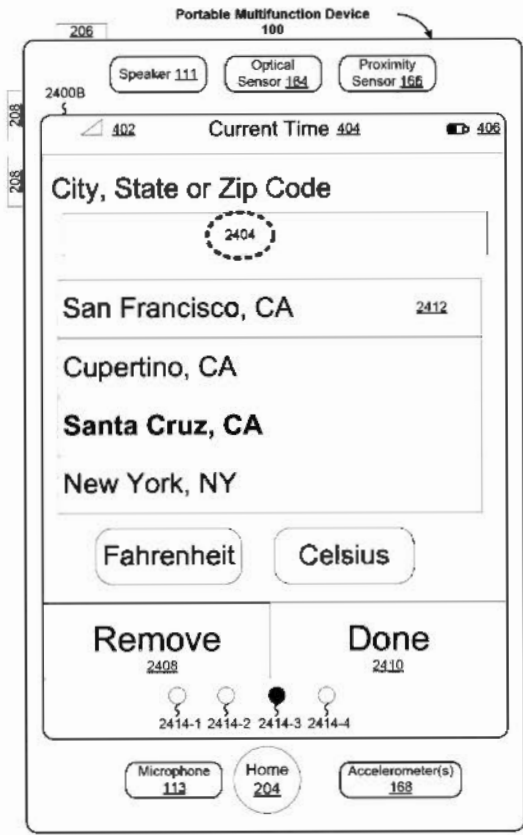 Portable Multifunction Device
100
206
Speaker 111
Optical
Sensor 164
Proximity
Sensor 166
2400B
208
402
Current Time 404
406
208
City, State or Zip Code
2404
San Francisco, CA
2412
Cupertino, CA
Santa Cruz, CA
New York, NY
Fahrenheit
Celsius
Remove
2408
Done
2410
2414-1 2414-2 2414-3 2414-4
Microphone
113
Home
204
Accelerometer(s)
168